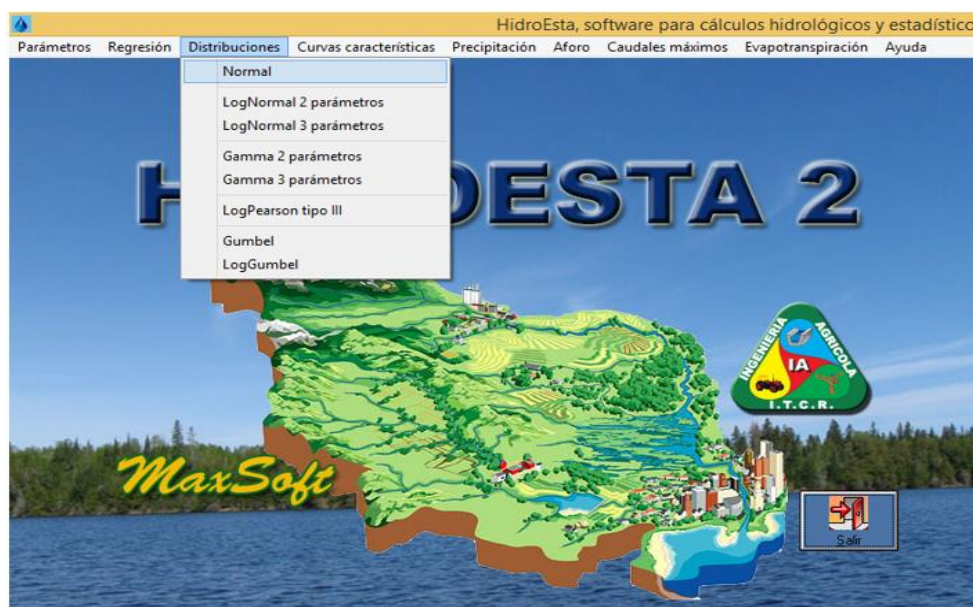 HidroEsta, software para cálculos hidrológicos y estadístico
Parámetros Regresión Distribuciones Curvas características Precipitación Aforo Caudales máximos Evapotranspiración Ayuda
Normal
LogNormal 2 parámetros
LogNormal 3 parámetros
Gamma 2 parámetros
Gamma 3 parámetros
LogPearson tipo III
Gumbel
LogGumbel
H OESTA 2
INGENIERIA AGRICOLA
IA
I.T.C.R.
MaxSoft
Salir